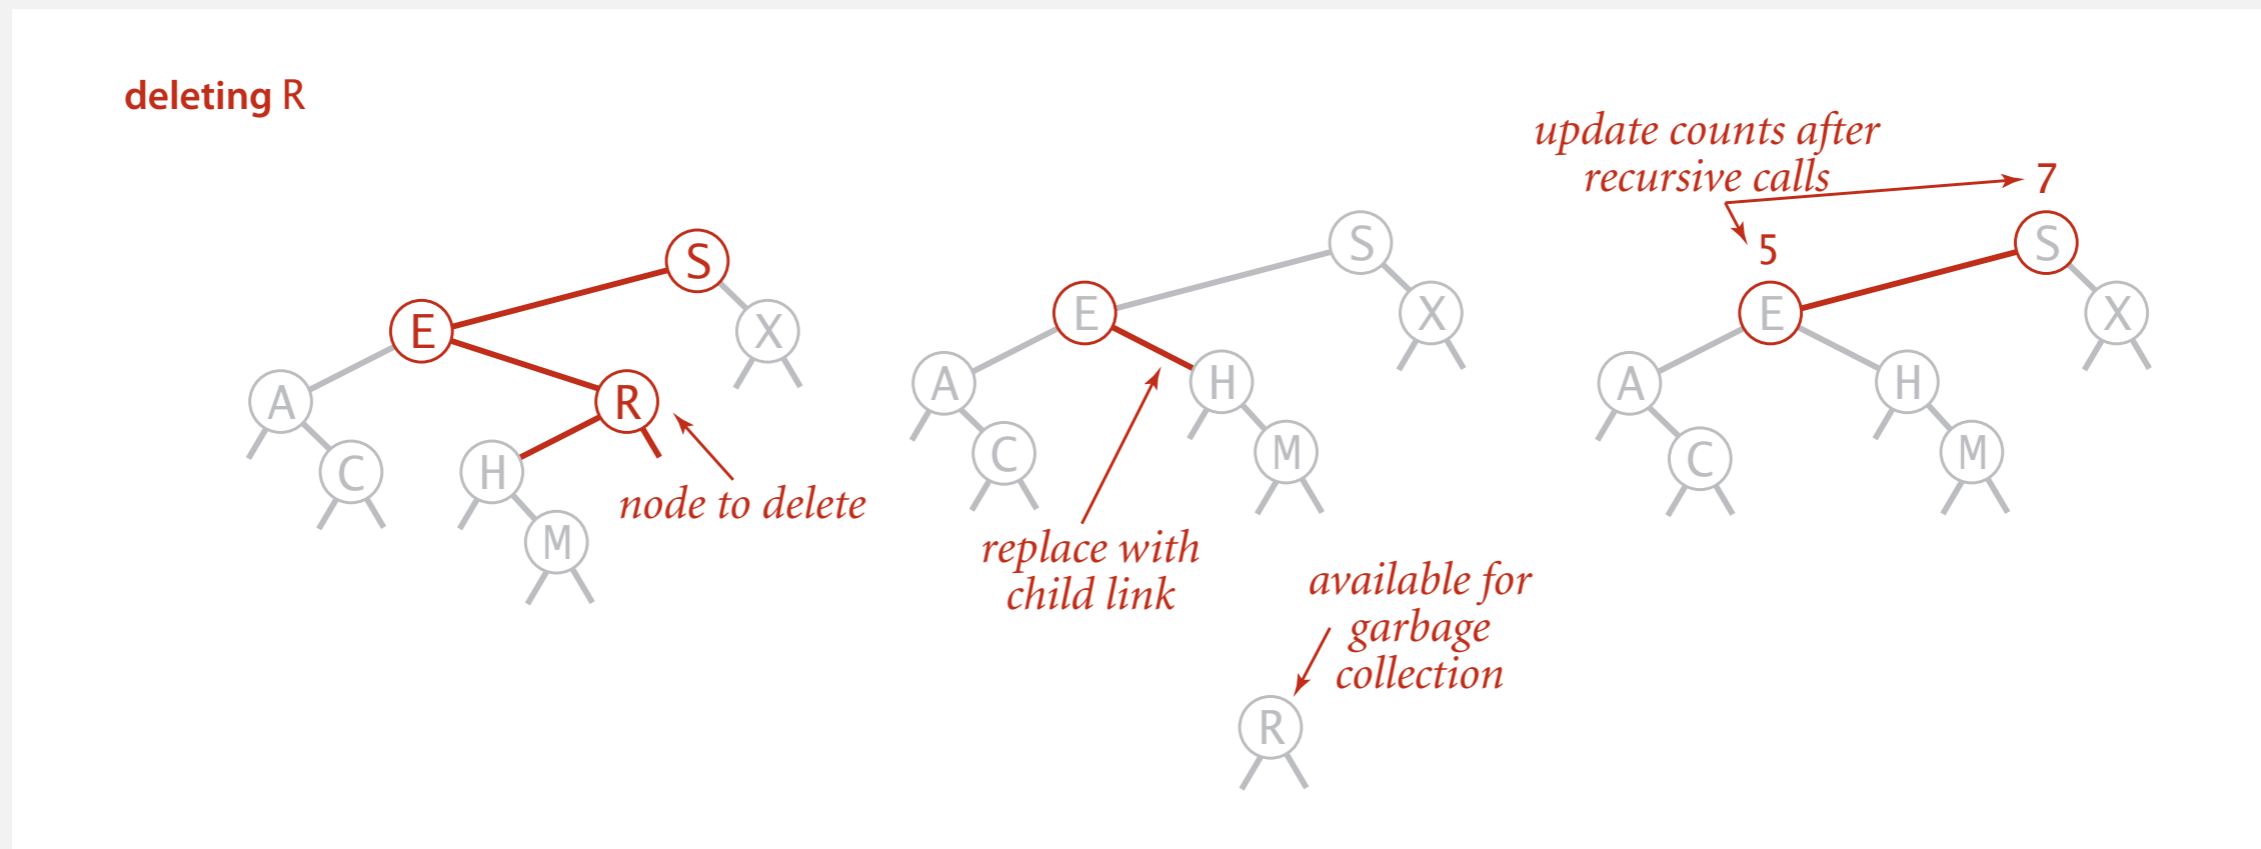 deleting R
S
E
X
A
R
C
H
M
node to delete
S
E
X
A
H
C
M
replace with
child link
available for
garbage
collection
R
update counts after
recursive calls
7
5
S
E
X
A
H
C
M